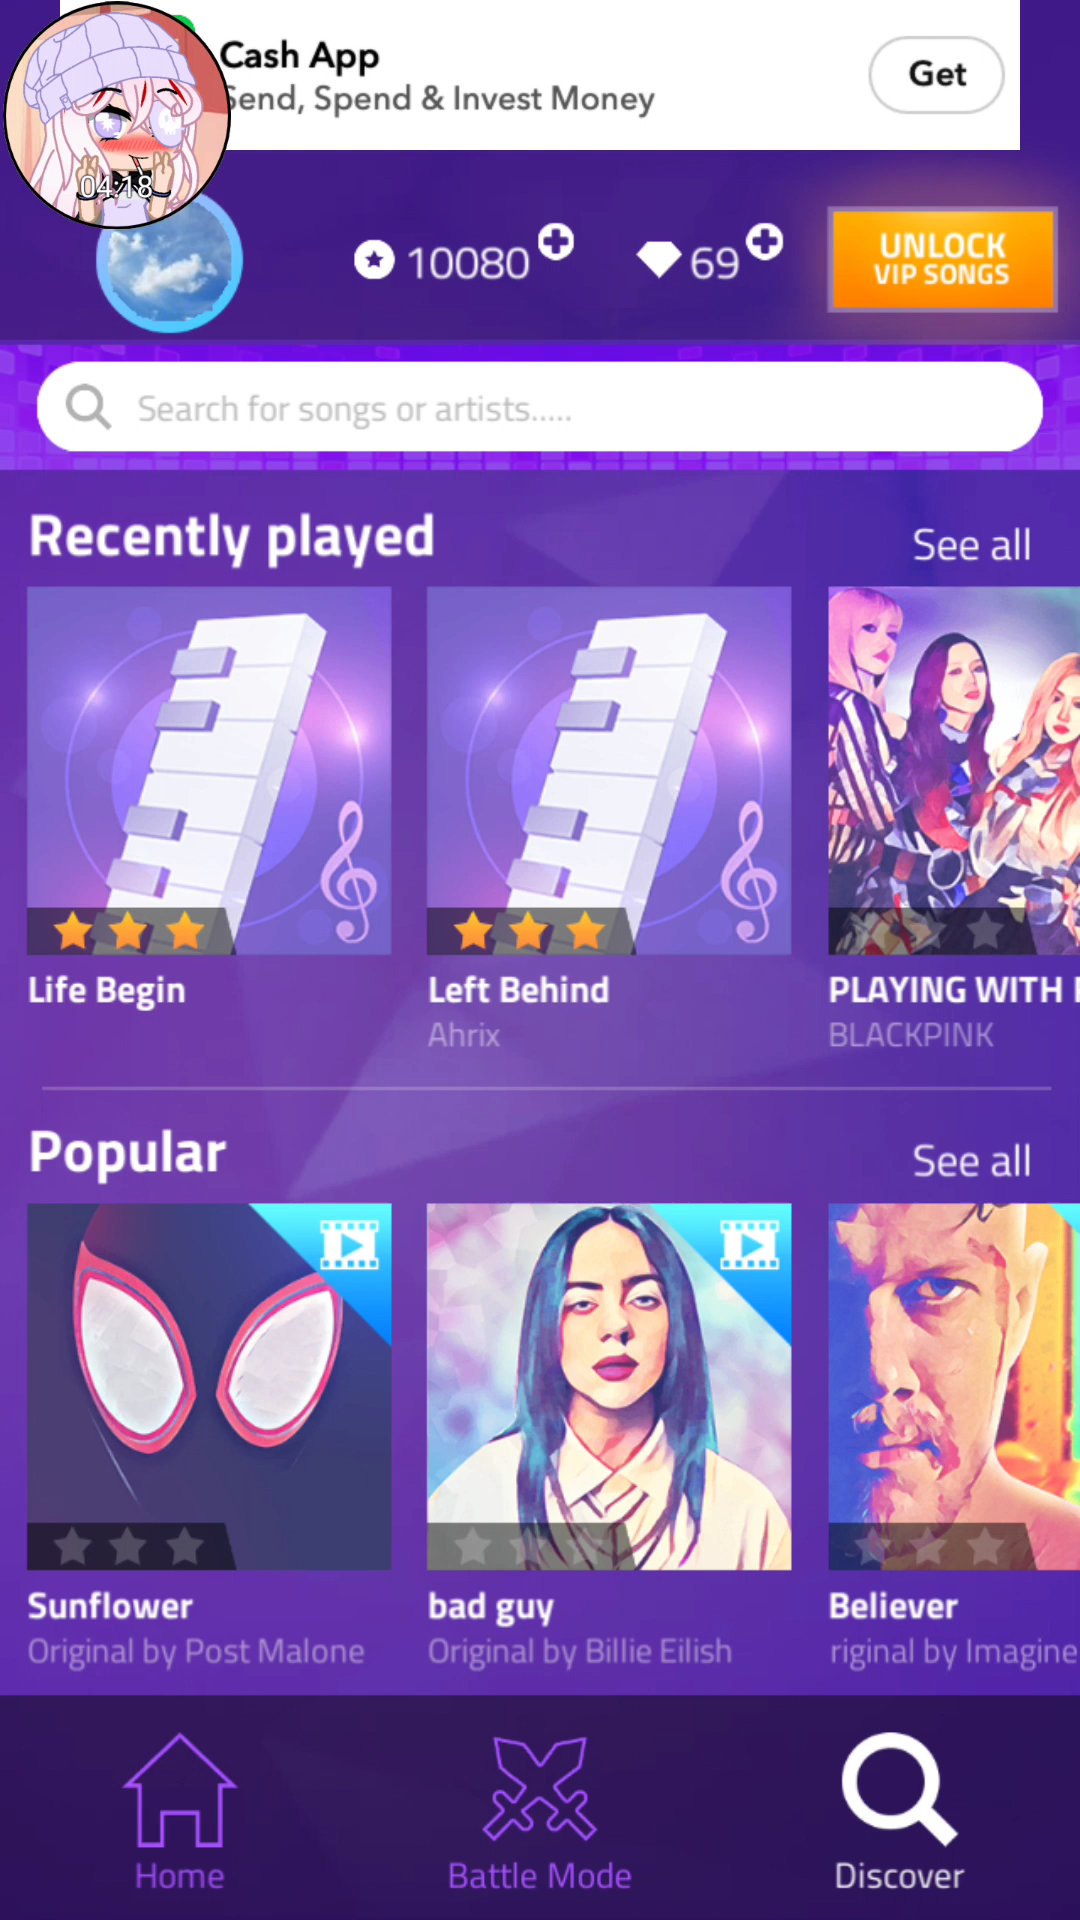 Cash App
Send, Spend & Invest Money
Get
04:18
10080
69
UNLOCK
VIP SONGS
Search for songs or artists.....
Recently played
See all
Life Begin
Left Behind
Ahrix
PLAYING WITH
BLACKPINK
Popular
See all
Sunflower
Original by Post Malone
bad guy
Original by Billie Eilish
Believer
riginal by Imagine
Home
Battle Mode
Discover